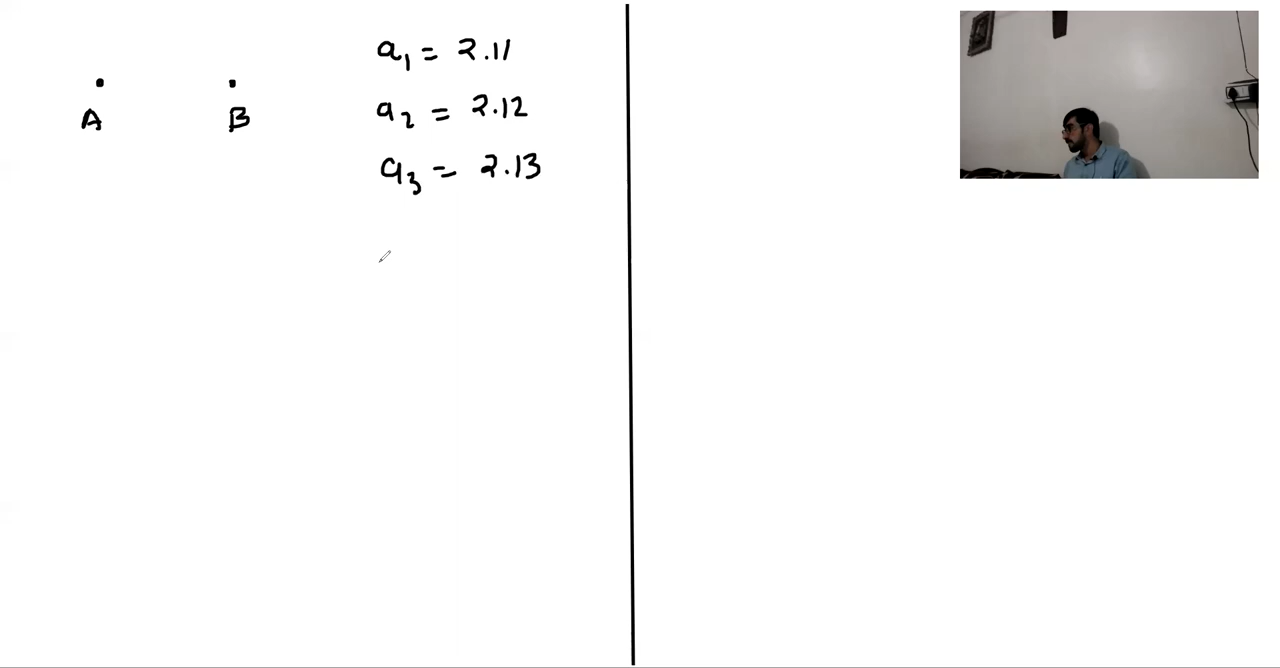 A B
a₁ = 2.11
a₂ = 2.12
a₃ = 2.13